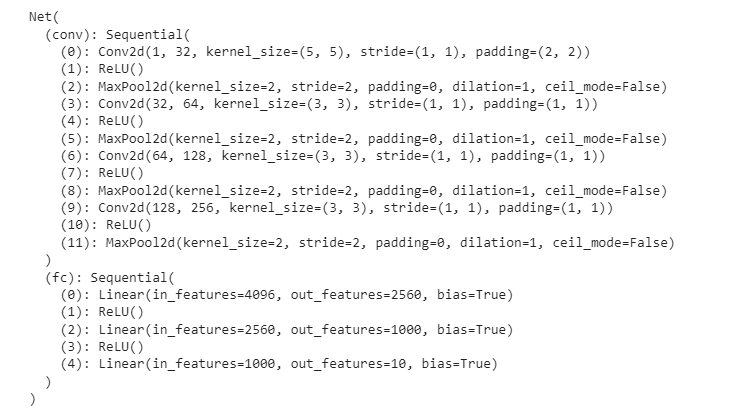 Net(
  (conv): Sequential(
    (0): Conv2d(1, 32, kernel_size=(5, 5), stride=(1, 1), padding=(2, 2))
    (1): ReLU()
    (2): MaxPool2d(kernel_size=2, stride=2, padding=0, dilation=1, ceil_mode=False)
    (3): Conv2d(32, 64, kernel_size=(3, 3), stride=(1, 1), padding=(1, 1))
    (4): ReLU()
    (5): MaxPool2d(kernel_size=2, stride=2, padding=0, dilation=1, ceil_mode=False)
    (6): Conv2d(64, 128, kernel_size=(3, 3), stride=(1, 1), padding=(1, 1))
    (7): ReLU()
    (8): MaxPool2d(kernel_size=2, stride=2, padding=0, dilation=1, ceil_mode=False)
    (9): Conv2d(128, 256, kernel_size=(3, 3), stride=(1, 1), padding=(1, 1))
    (10): ReLU()
    (11): MaxPool2d(kernel_size=2, stride=2, padding=0, dilation=1, ceil_mode=False)
  )
  (fc): Sequential(
    (0): Linear(in_features=4096, out_features=2560, bias=True)
    (1): ReLU()
    (2): Linear(in_features=2560, out_features=1000, bias=True)
    (3): ReLU()
    (4): Linear(in_features=1000, out_features=10, bias=True)
  )
)